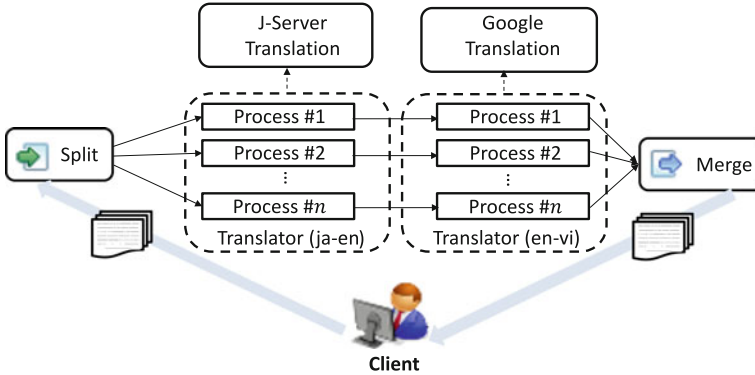 J-Server
Translation
Google
Translation
Split
Process #1
Process #2
⋮
Process #n
Translator (ja-en)
Process #1
Process #2
⋮
Process #n
Translator (en-vi)
Merge
Client